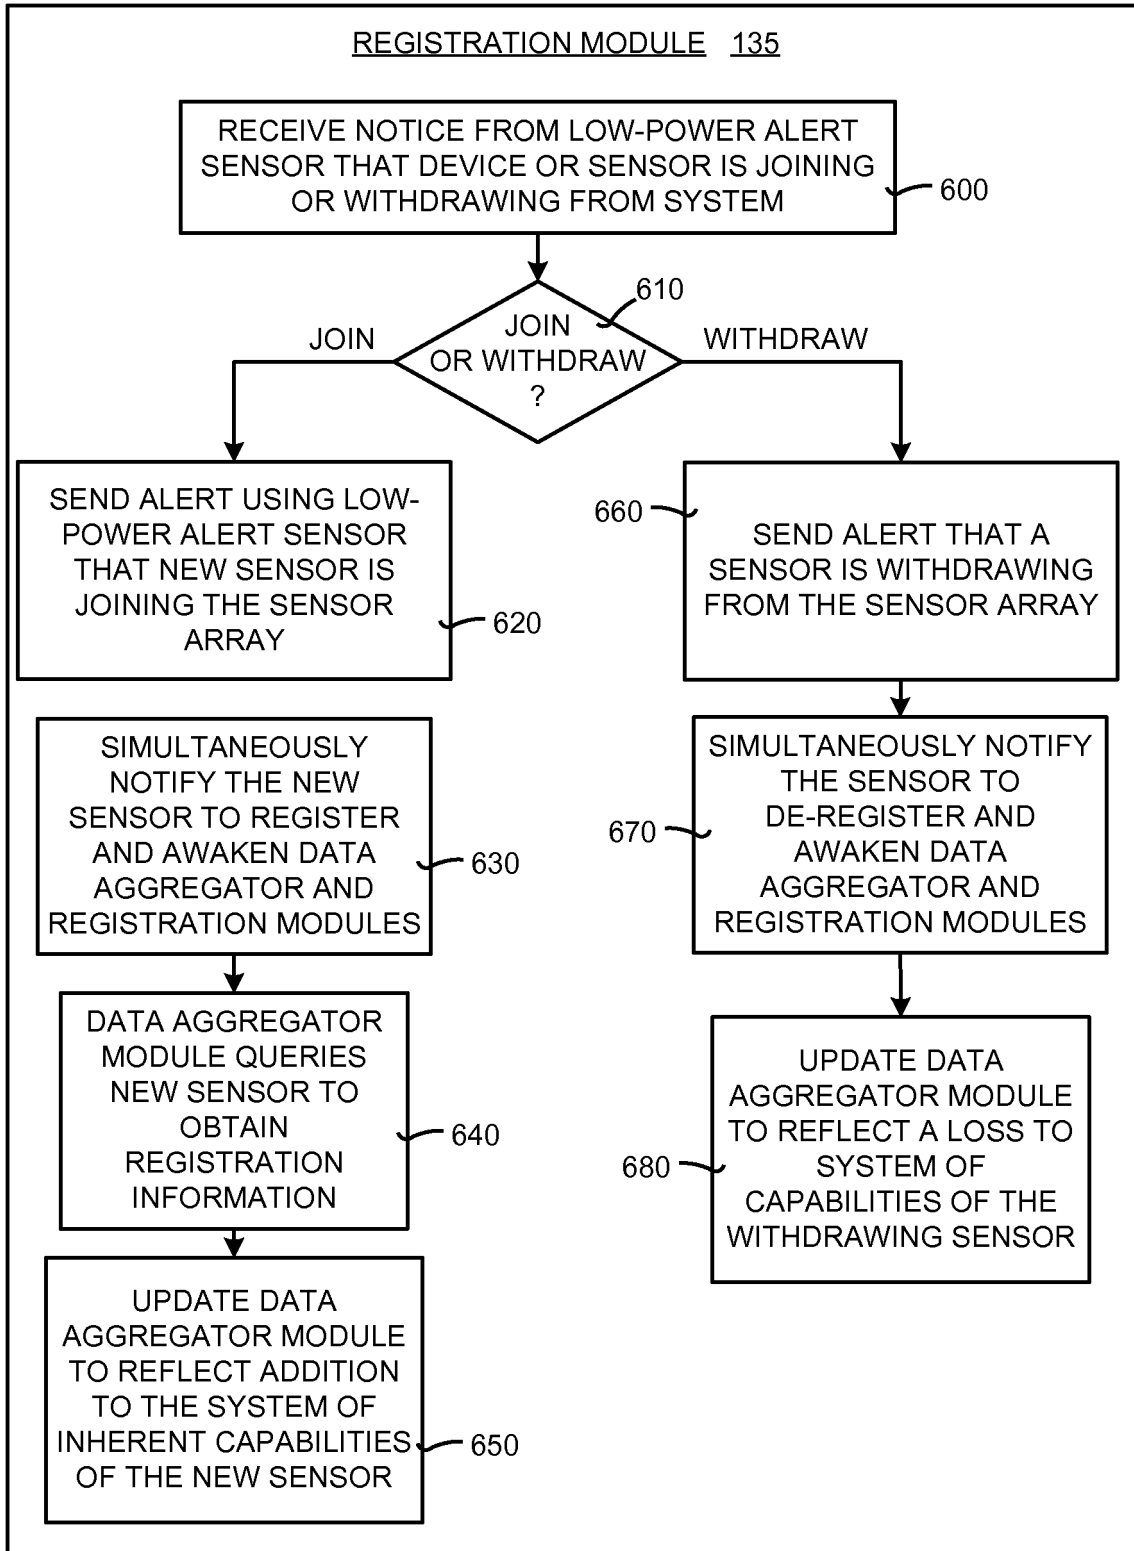 REGISTRATION MODULE 135
RECEIVE NOTICE FROM LOW-POWER ALERT
SENSOR THAT DEVICE OR SENSOR IS JOINING
OR WITHDRAWING FROM SYSTEM
600
610
JOIN
OR WITHDRAW
?
JOIN
WITHDRAW
SEND ALERT USING LOW-
POWER ALERT SENSOR
THAT NEW SENSOR IS
JOINING THE SENSOR
ARRAY
620
SIMULTANEOUSLY
NOTIFY THE NEW
SENSOR TO REGISTER
AND AWAKEN DATA
AGGREGATOR AND
REGISTRATION MODULES
630
DATA AGGREGATOR
MODULE QUERIES
NEW SENSOR TO
OBTAIN
REGISTRATION
INFORMATION
640
UPDATE DATA
AGGREGATOR MODULE
TO REFLECT ADDITION
TO THE SYSTEM OF
INHERENT CAPABILITIES
OF THE NEW SENSOR
650
660
SEND ALERT THAT A
SENSOR IS WITHDRAWING
FROM THE SENSOR ARRAY
SIMULTANEOUSLY NOTIFY
THE SENSOR TO
DE-REGISTER AND
AWAKEN DATA
AGGREGATOR AND
REGISTRATION MODULES
670
UPDATE DATA
AGGREGATOR MODULE
TO REFLECT A LOSS TO
SYSTEM OF
CAPABILITIES OF THE
WITHDRAWING SENSOR
680